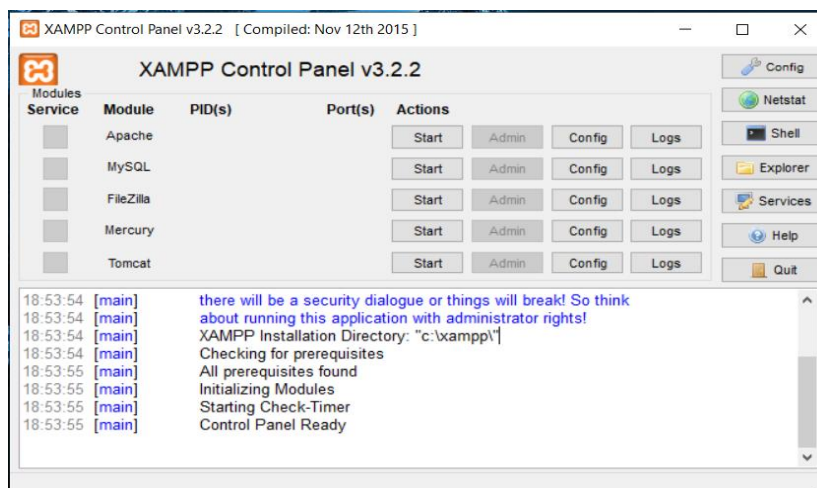 XAMPP Control Panel v3.2.2 [ Compiled: Nov 12th 2015 ]
XAMPP Control Panel v3.2.2
Config
Modules
Service Module PID(s) Port(s) Actions
Netstat
Apache Start Admin Config Logs
Shell
MySQL Start Admin Config Logs
Explorer
FileZilla Start Admin Config Logs
Services
Mercury Start Admin Config Logs
Help
Tomcat Start Admin Config Logs
Quit
18:53:54 [main] there will be a security dialogue or things will break! So think
18:53:54 [main] about running this application with administrator rights!
18:53:54 [main] XAMPP Installation Directory: "c:\xampp\"
18:53:54 [main] Checking for prerequisites
18:53:55 [main] All prerequisites found
18:53:55 [main] Initializing Modules
18:53:55 [main] Starting Check-Timer
18:53:55 [main] Control Panel Ready